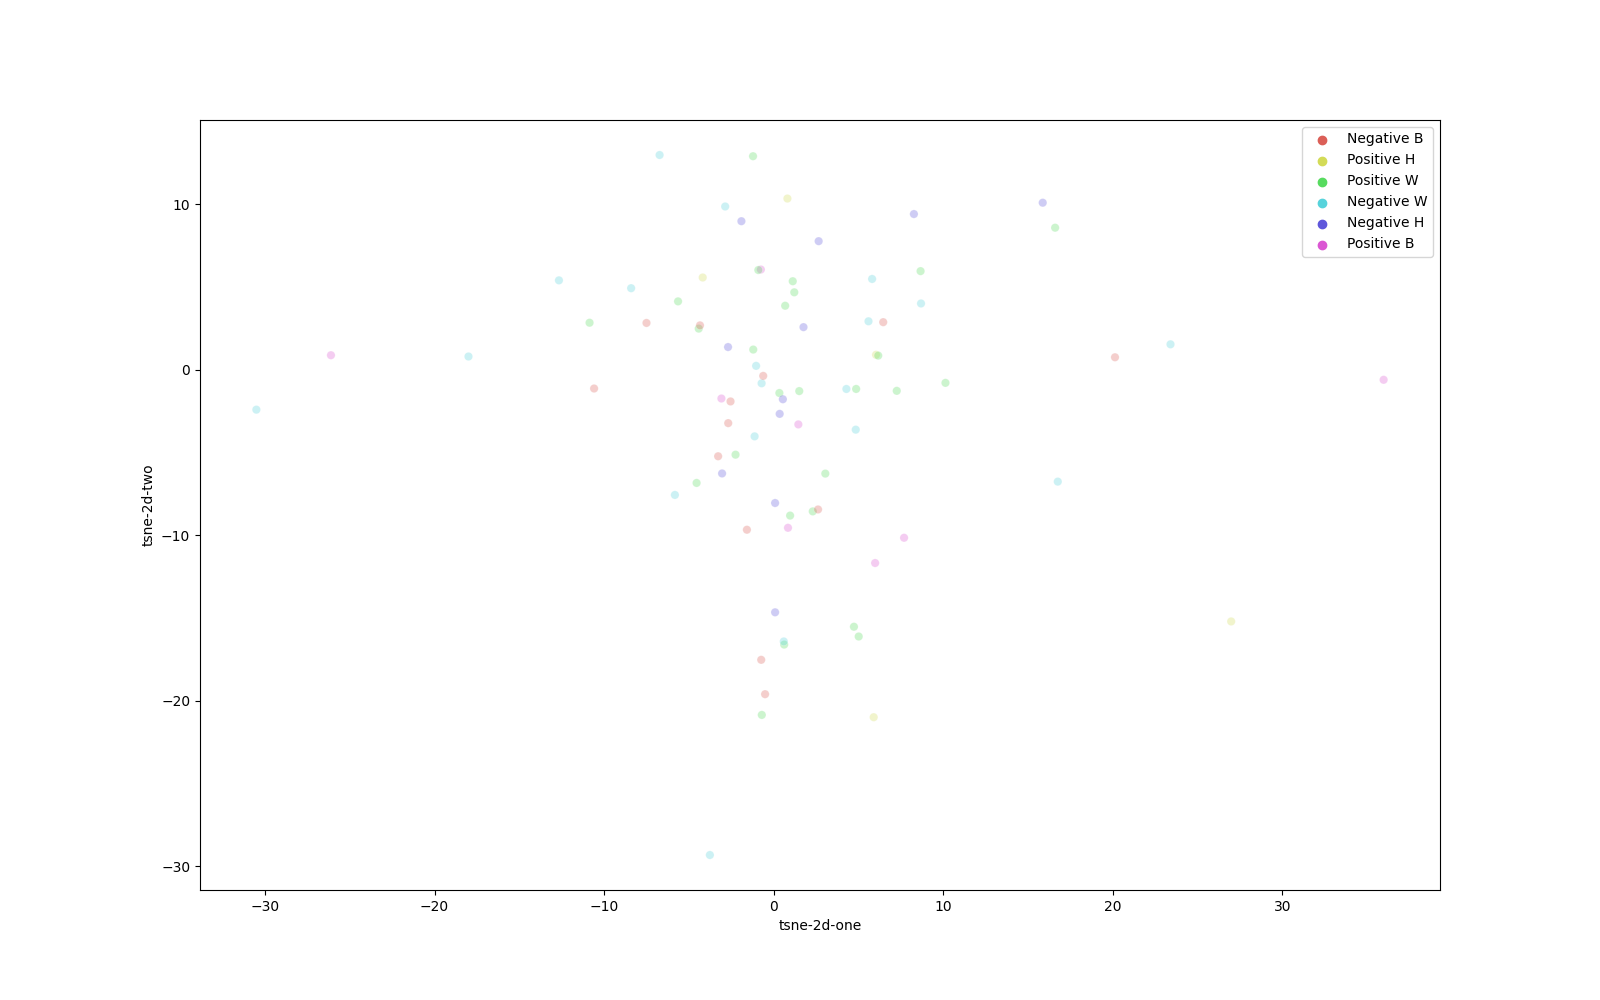 Negative B
Positive H
Positive W
Negative W
Negative H
Positive B
10
0
−10
−20
−30
tsne-2d-two
−30
−20
−10
0
10
20
30
tsne-2d-one